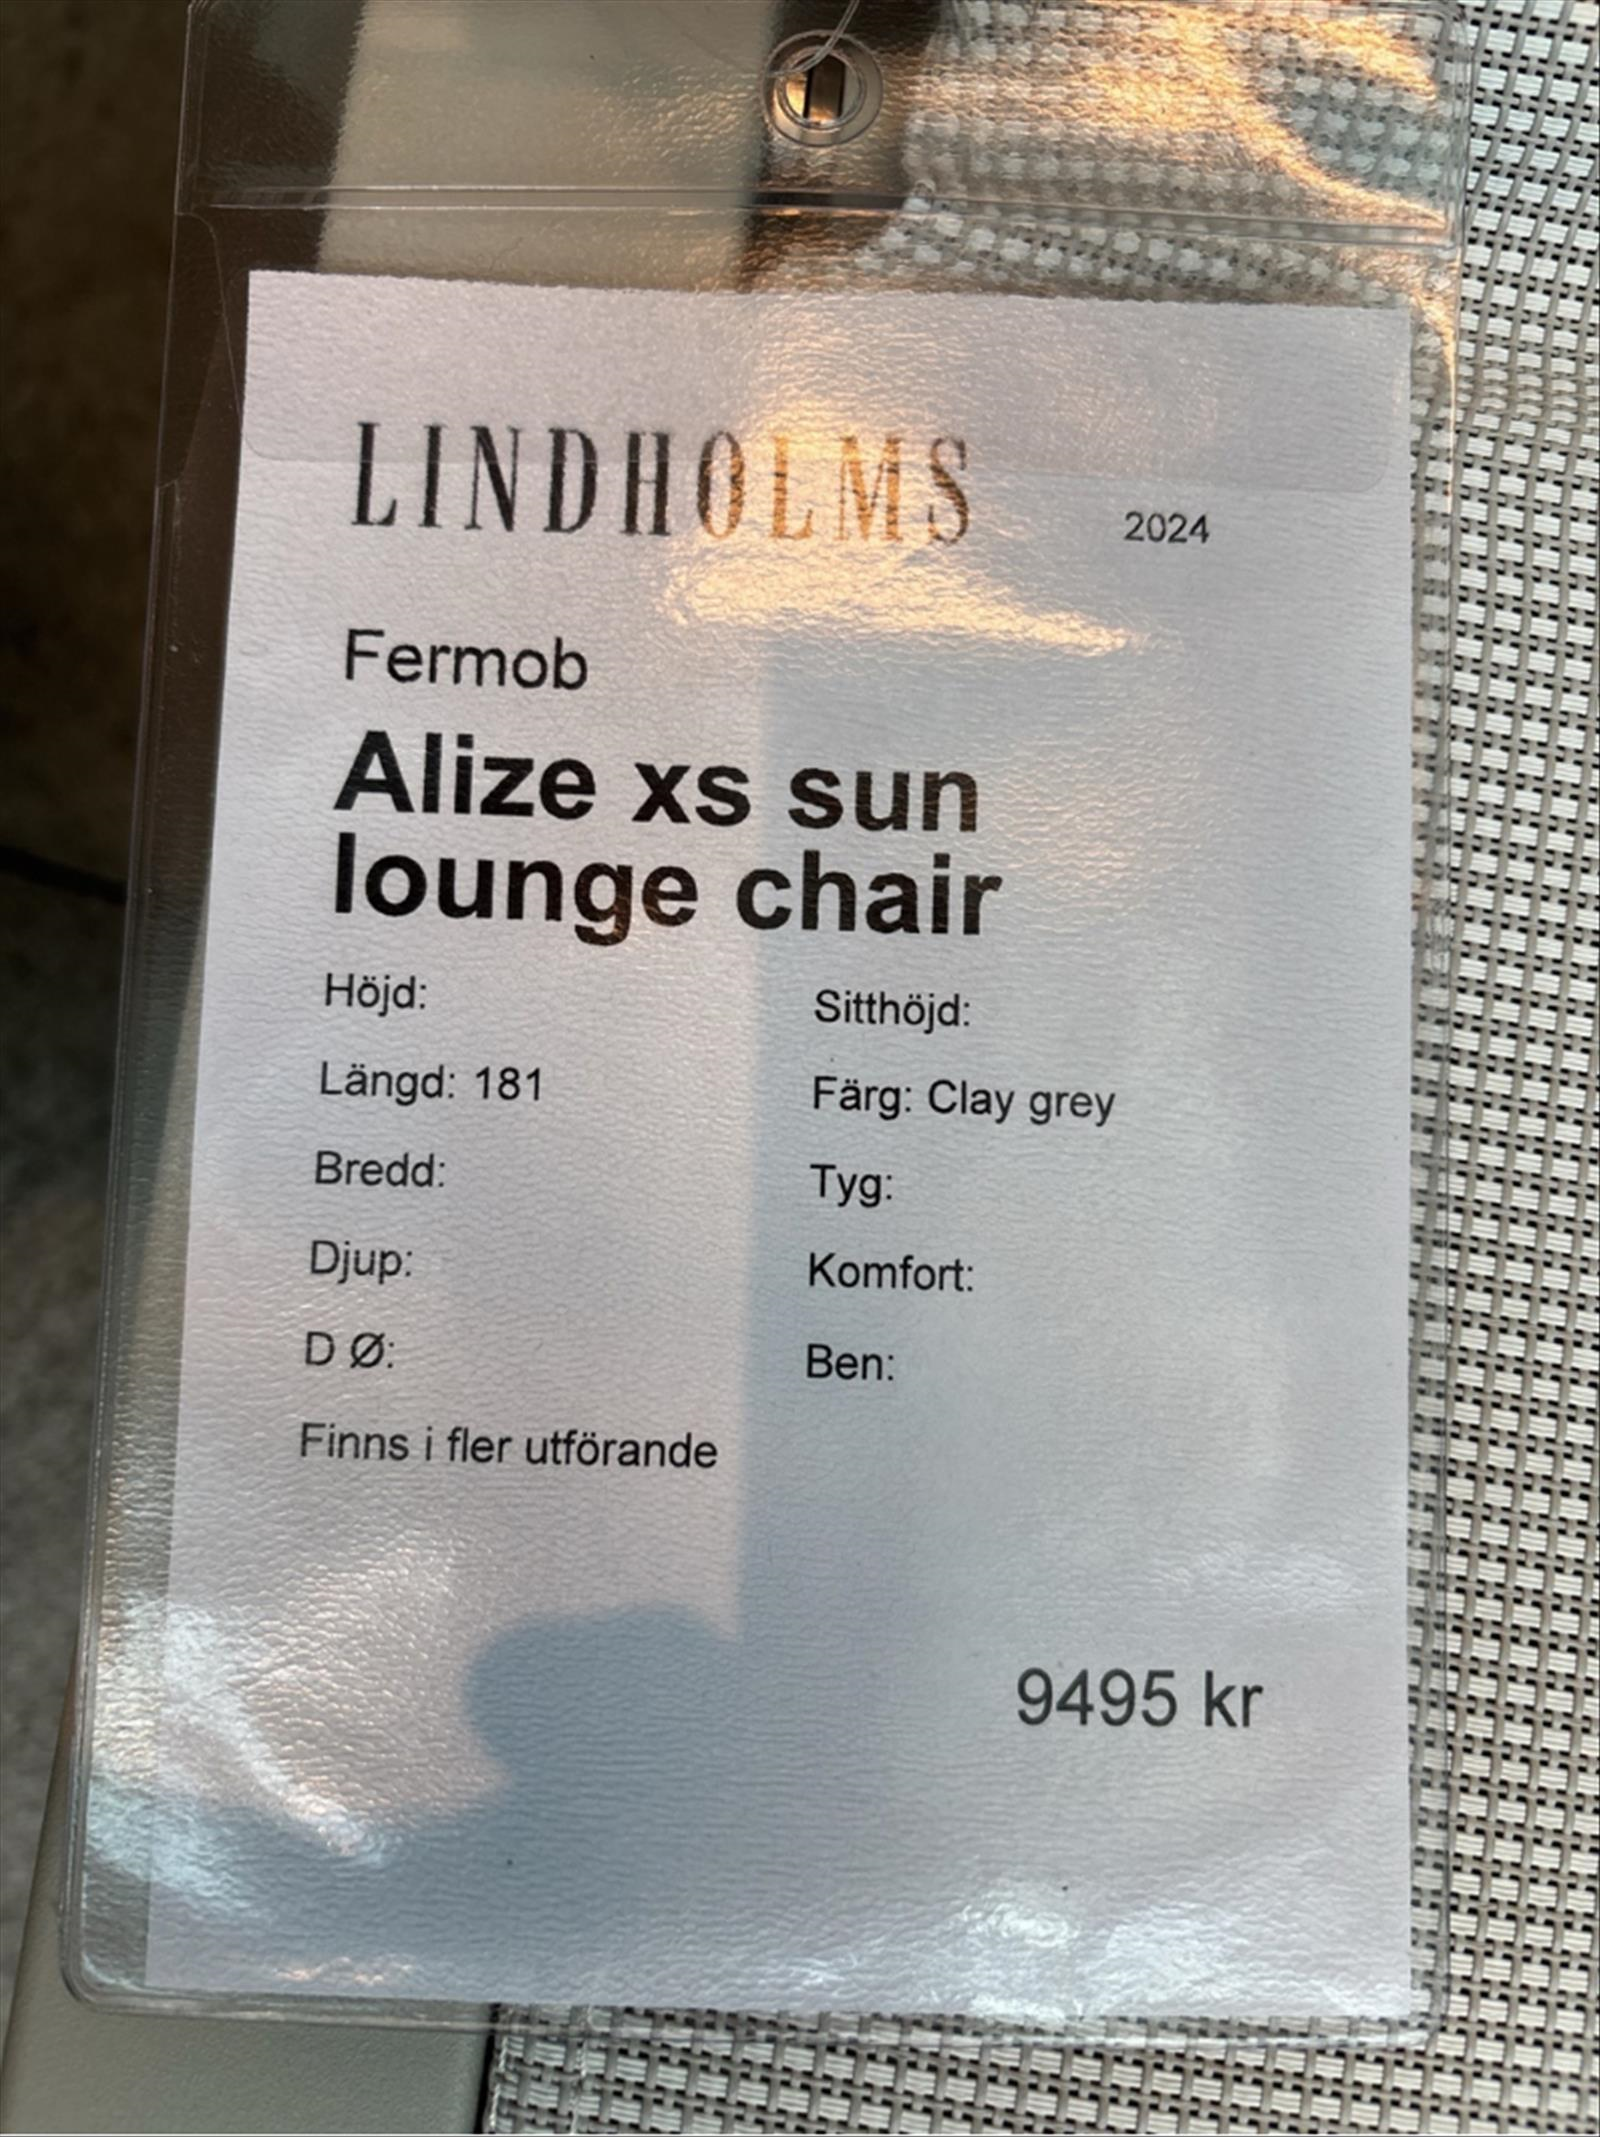 LINDHOLMS 2024
Fermob
Alize xs sun
lounge chair
Höjd: Sitthöjd:
Längd: 181 Färg: Clay grey
Bredd: Tyg:
Djup: Komfort:
D Ø: Ben:
Finns i fler utförande
9495 kr